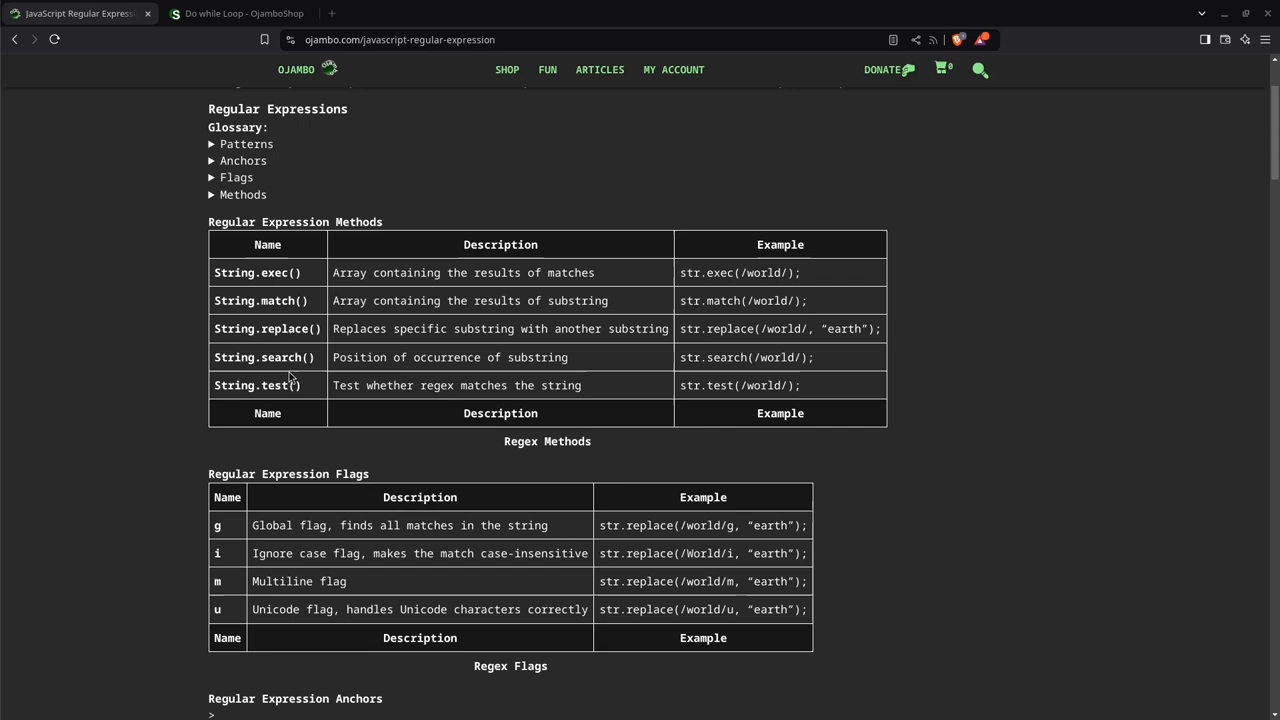 JavaScript Regular Expressi
Do while Loop - OjamboShop
ojambo.com/javascript-regular-expression
OJAMBO SHOP FUN ARTICLES MY ACCOUNT DONATE 0
Regular Expressions
Glossary:
Patterns
Anchors
Flags
Methods
Regular Expression Methods
Name Description Example
String.exec() Array containing the results of matches str.exec(/world/);
String.match() Array containing the results of substring str.match(/world/);
String.replace() Replaces specific substring with another substring str.replace(/world/, “earth”);
String.search() Position of occurrence of substring str.search(/world/);
String.test() Test whether regex matches the string str.test(/world/);
Name Description Example
Regex Methods
Regular Expression Flags
Name Description Example
g Global flag, finds all matches in the string str.replace(/world/g, “earth”);
i Ignore case flag, makes the match case-insensitive str.replace(/World/i, “earth”);
m Multiline flag str.replace(/world/m, “earth”);
u Unicode flag, handles Unicode characters correctly str.replace(/world/u, “earth”);
Name Description Example
Regex Flags
Regular Expression Anchors
>